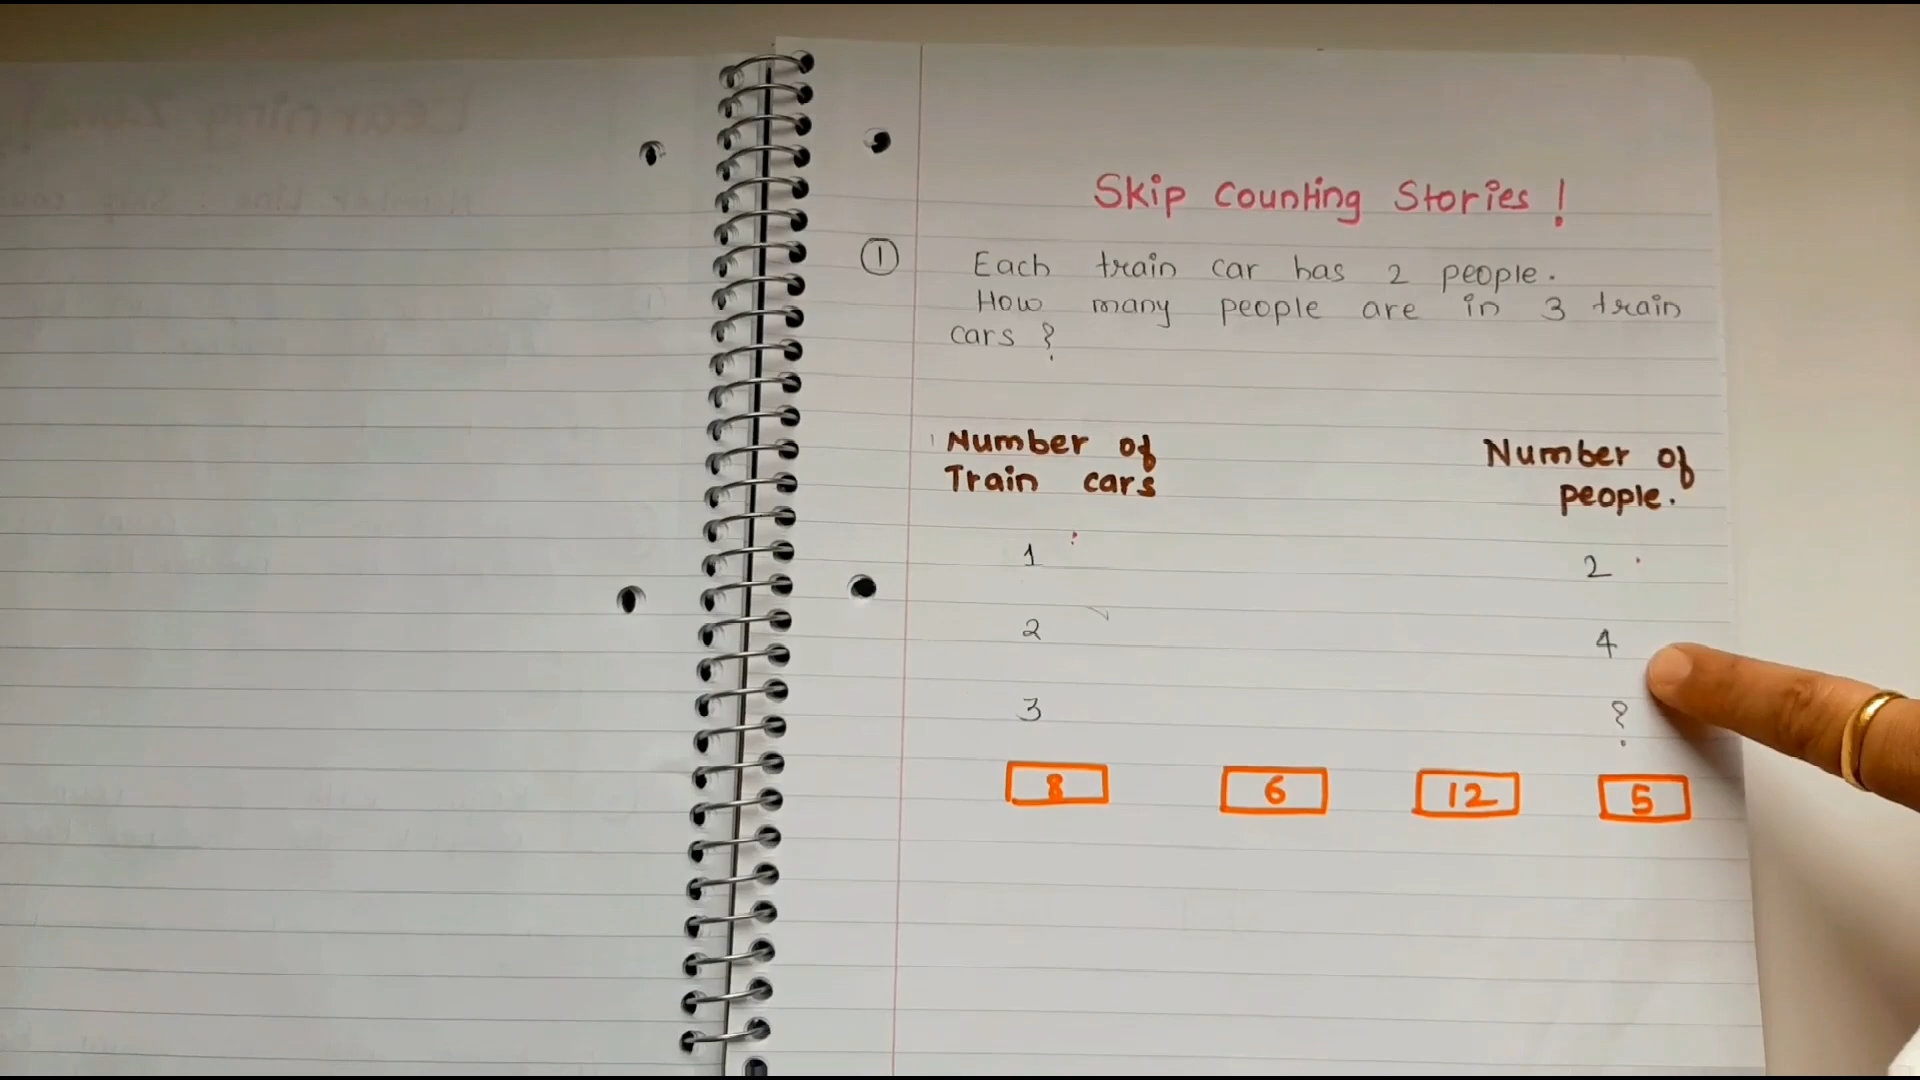 Skip Counting Stories !
1 Each train car has 2 people.
How many people are in 3 train
cars ?
Number of
Train cars
Number of
people.
1 2
2 4
3 ?
8 6 12 5